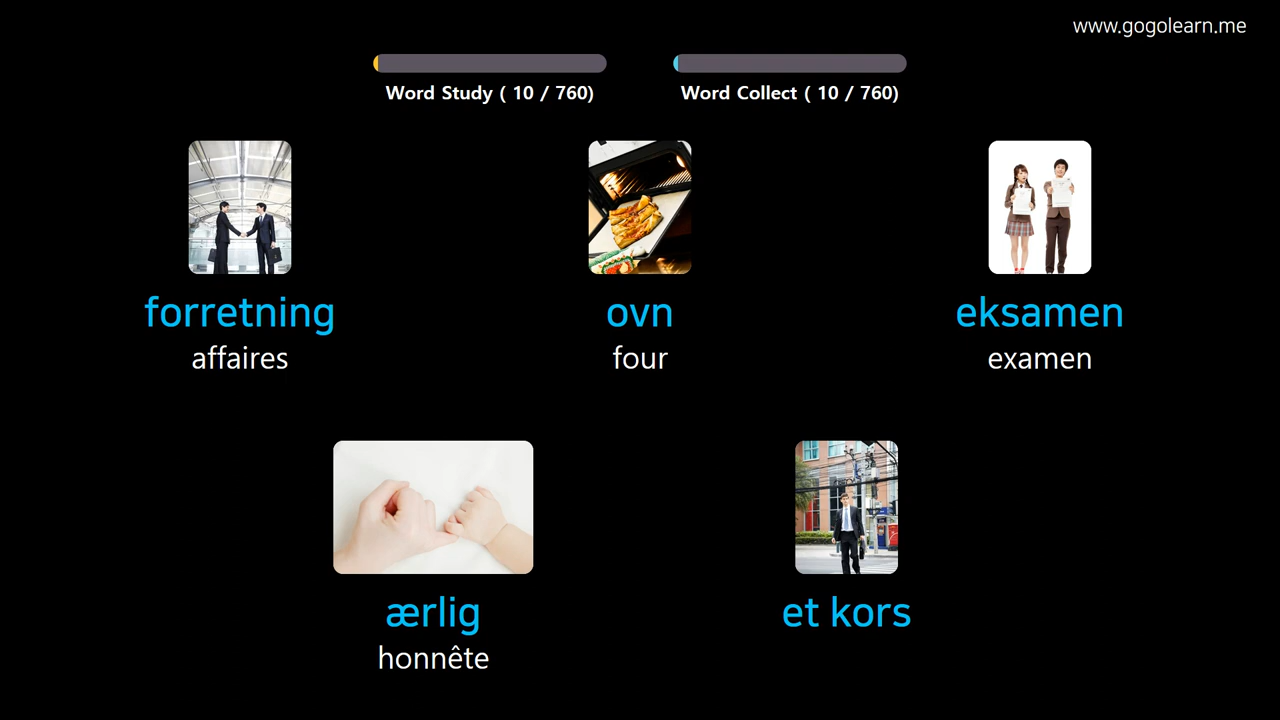 www.gogolearn.me
Word Study ( 10 / 760)
Word Collect ( 10 / 760)
forretning
affaires
ovn
four
eksamen
examen
ærlig
honnête
et kors